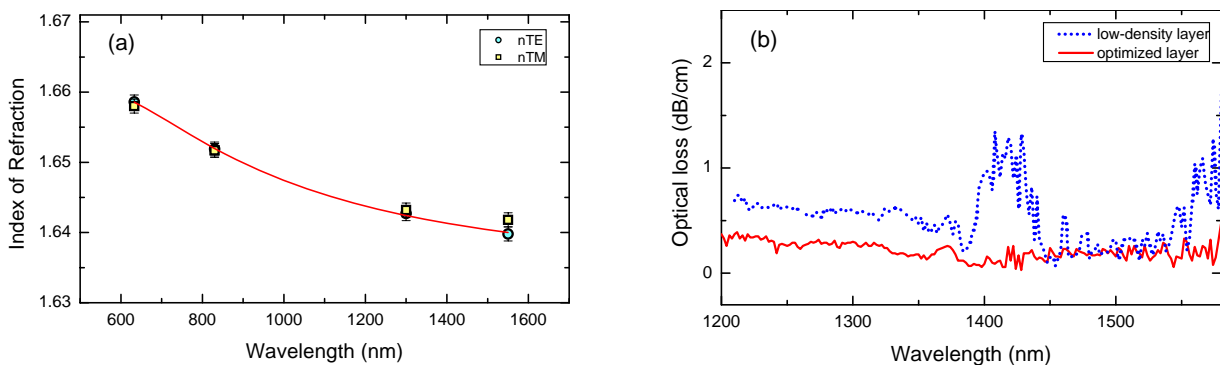 (a)
nTE
nTM
1.67
1.66
1.65
1.64
1.63
Index of Refraction
600
800
1000
1200
1400
1600
Wavelength (nm)
(b)
low-density layer
optimized layer
2
1
0
Optical loss (dB/cm)
1200
1300
1400
1500
Wavelength (nm)